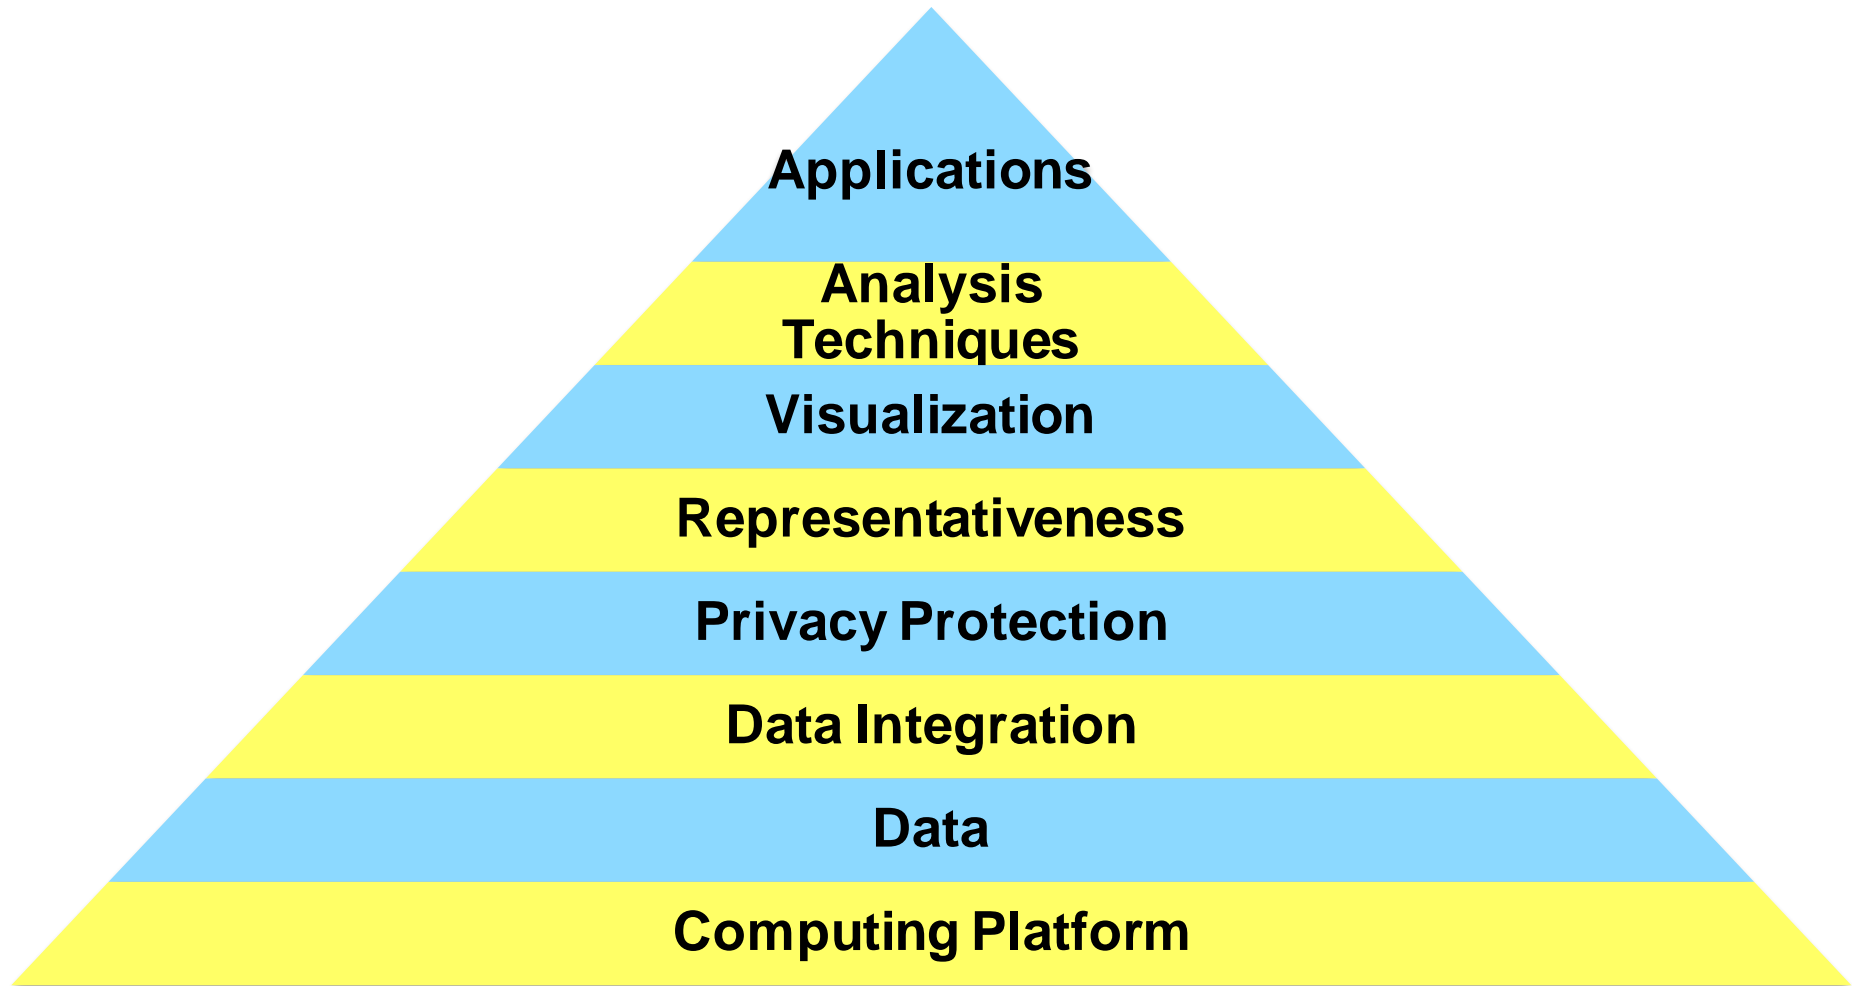 Applications
Analysis
Techniques
Visualization
Representativeness
Privacy Protection
Data Integration
Data
Computing Platform